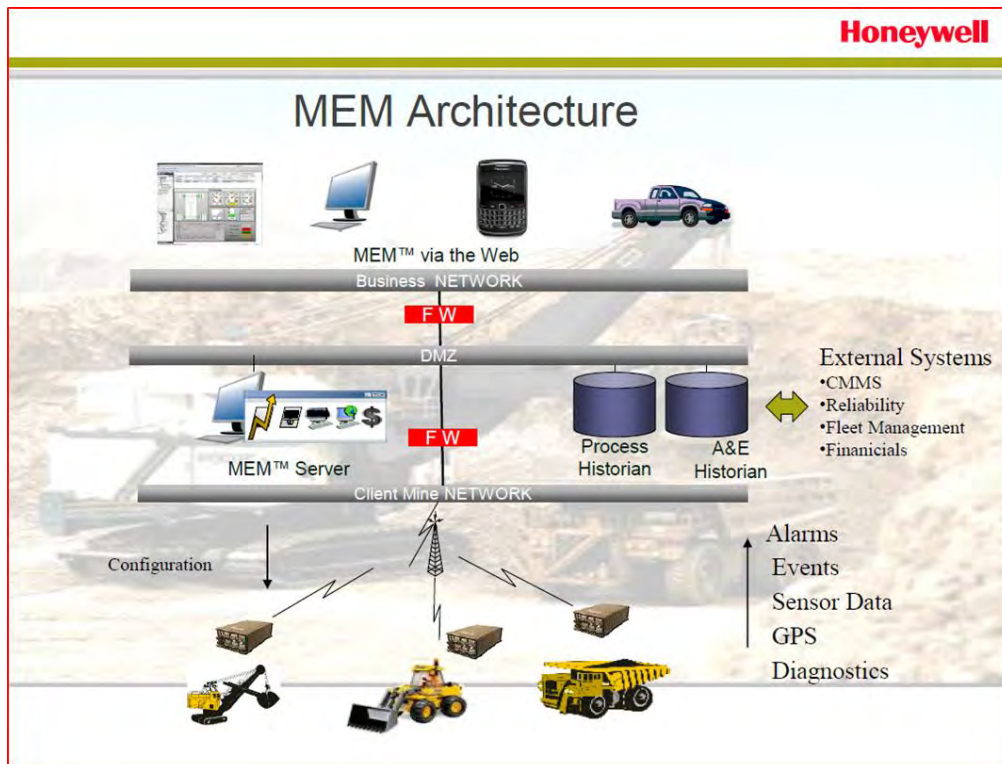 Honeywell
MEM Architecture
MEM™ via the Web
Business NETWORK
F W
DMZ
External Systems
•CMMS
•Reliability
•Fleet Management
•Finanicials
F W
MEM™ Server
Process
Historian
A&E
Historian
Client Mine NETWORK
Configuration
Alarms
Events
Sensor Data
GPS
Diagnostics